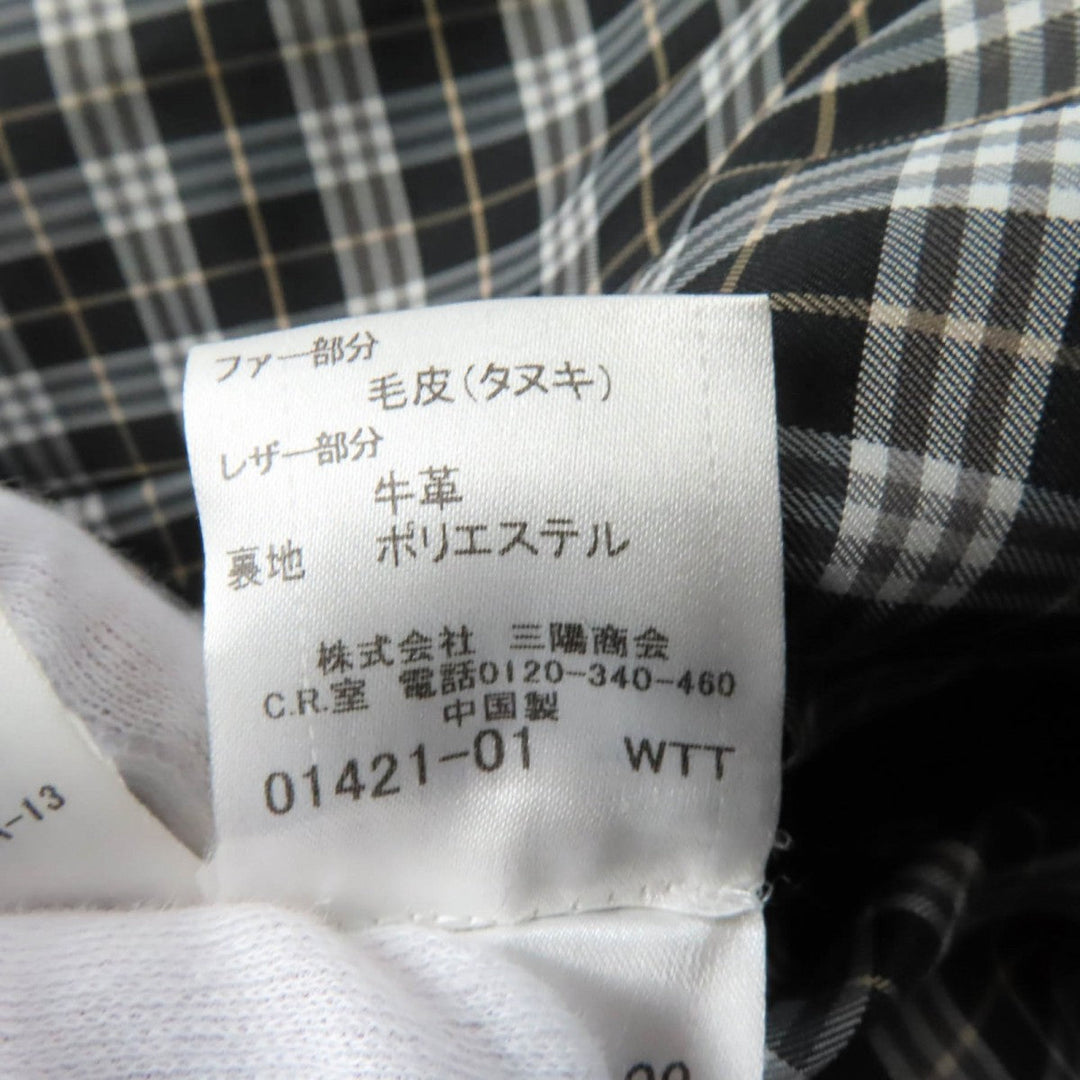 ファー部分
毛皮(タヌキ)
レザー部分
牛革
裏地 ポリエステル
株式会社 三陽商会
C.R.室 電話0120-340-460
中国製
01421-01 WTT
-13